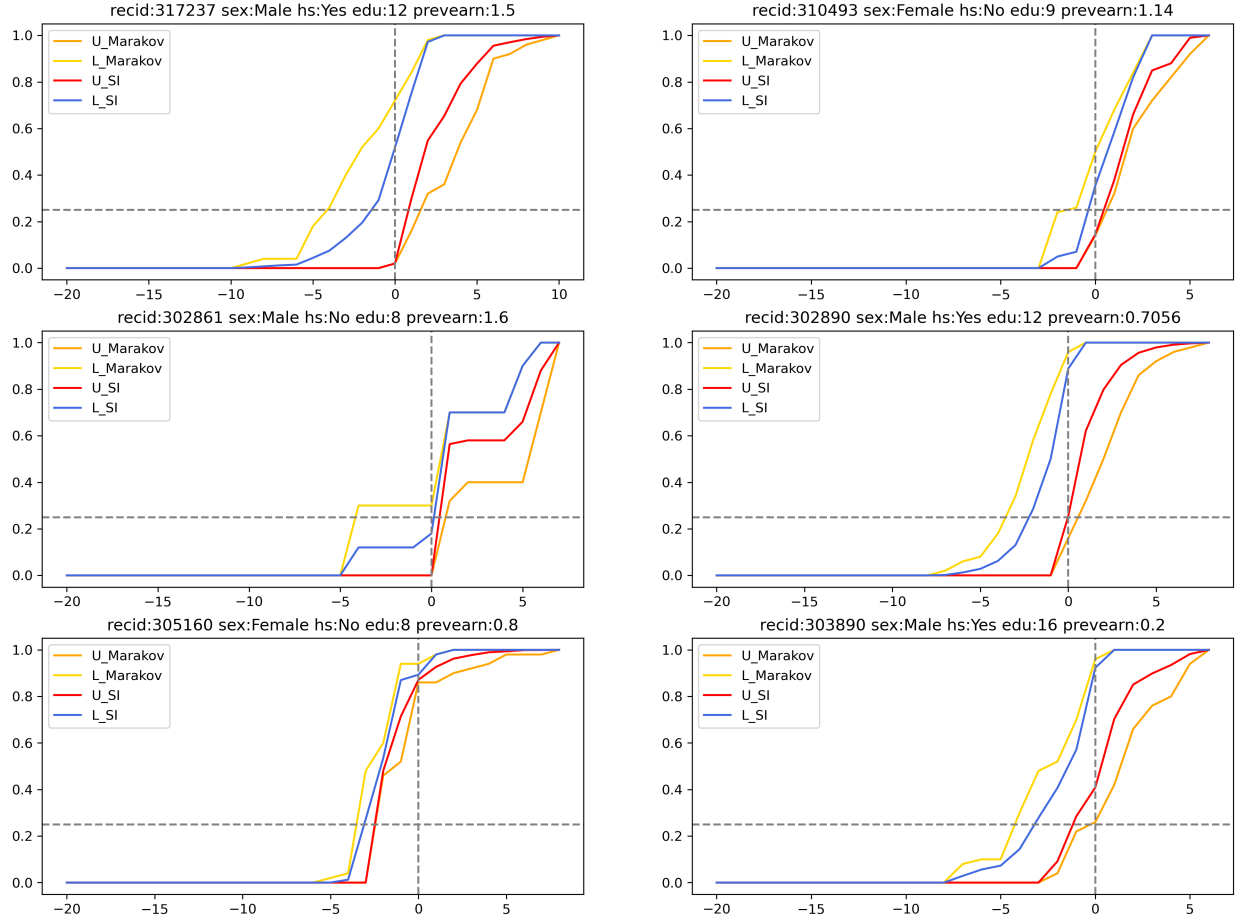 recid:317237 sex:Male hs:Yes edu:12 prevearn:1.5
1.0
0.8
0.6
0.4
0.2
0.0
U_Marakov
L_Marakov
U_SI
L_SI
−20 −15 −10 −5 0 5 10
recid:310493 sex:Female hs:No edu:9 prevearn:1.14
1.0
0.8
0.6
0.4
0.2
0.0
U_Marakov
L_Marakov
U_SI
L_SI
−20 −15 −10 −5 0 5
recid:302861 sex:Male hs:No edu:8 prevearn:1.6
1.0
0.8
0.6
0.4
0.2
0.0
U_Marakov
L_Marakov
U_SI
L_SI
−20 −15 −10 −5 0 5
recid:302890 sex:Male hs:Yes edu:12 prevearn:0.7056
1.0
0.8
0.6
0.4
0.2
0.0
U_Marakov
L_Marakov
U_SI
L_SI
−20 −15 −10 −5 0 5
recid:305160 sex:Female hs:No edu:8 prevearn:0.8
1.0
0.8
0.6
0.4
0.2
0.0
U_Marakov
L_Marakov
U_SI
L_SI
−20 −15 −10 −5 0 5
recid:303890 sex:Male hs:Yes edu:16 prevearn:0.2
1.0
0.8
0.6
0.4
0.2
0.0
U_Marakov
L_Marakov
U_SI
L_SI
−20 −15 −10 −5 0 5